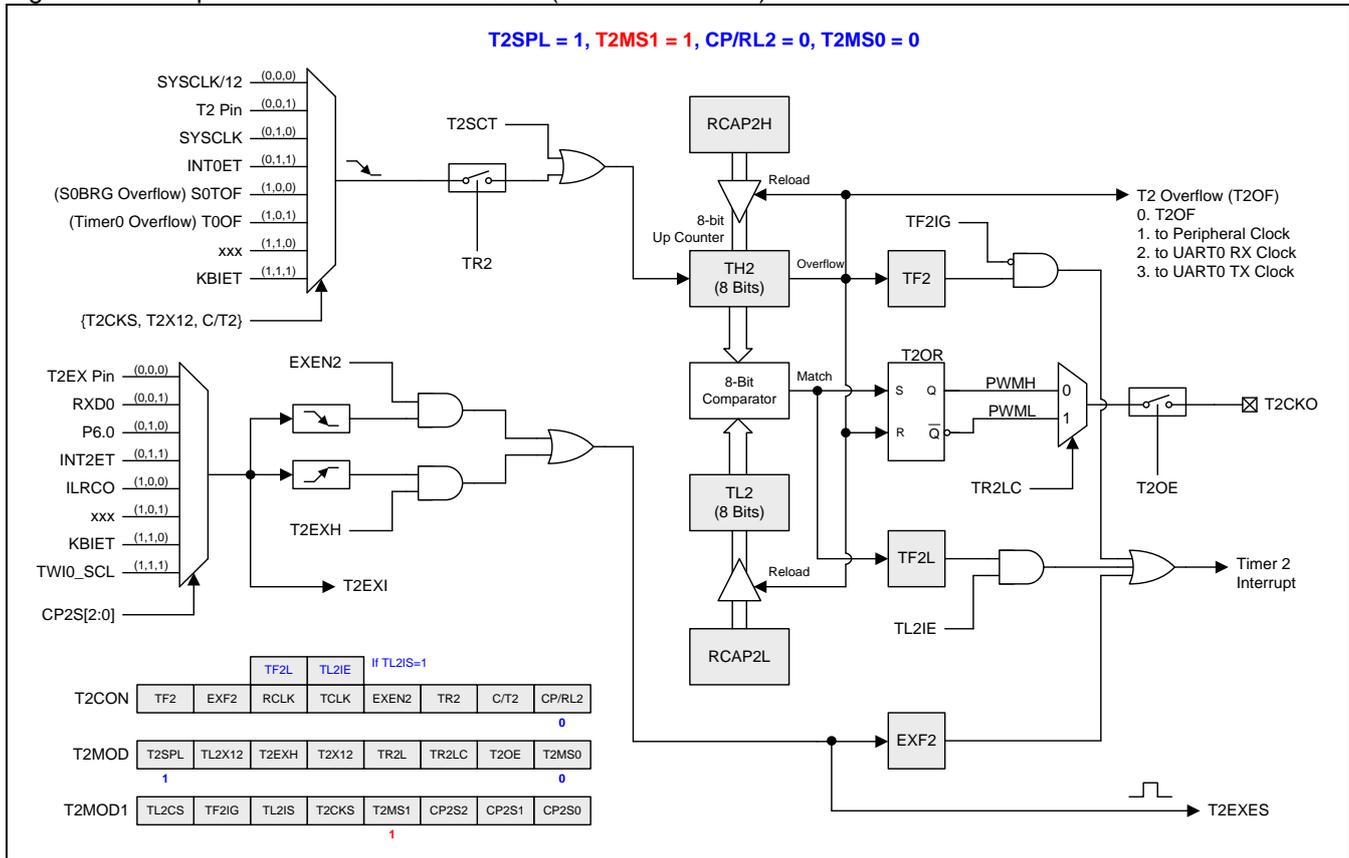 T2SPL = 1, T2MS1 = 1, CP/RL2 = 0, T2MS0 = 0
SYSCLK/12 (0,0,0)
T2 Pin (0,0,1)
SYSCLK (0,1,0)
INT0ET (0,1,1)
(S0BRG Overflow) S0TOF (1,0,0)
(Timer0 Overflow) T0OF (1,0,1)
xxx (1,1,0)
KBIET (1,1,1)
{T2CKS, T2X12, C/T2}
T2SCT
TR2
RCAP2H
Reload
8-bit
Up Counter
TH2
(8 Bits)
Overflow
TF2IG
TF2
T2 Overflow (T2OF)
0. T2OF
1. to Peripheral Clock
2. to UART0 RX Clock
3. to UART0 TX Clock
T2EX Pin (0,0,0)
RXD0 (0,0,1)
P6.0 (0,1,0)
INT2ET (0,1,1)
ILRCO (1,0,0)
xxx (1,0,1)
KBIET (1,1,0)
TWI0_SCL (1,1,1)
CP2S[2:0]
EXEN2
T2EXH
T2EXI
8-Bit
Comparator
Match
T2OR
S Q
R Q
PWMH
PWML
0
1
TR2LC
T2OE
T2CKO
TL2
(8 Bits)
Reload
RCAP2L
TF2L
TL2IE
Timer 2
Interrupt
EXF2
T2EXES
TF2L TL2IE If TL2IS=1
T2CON TF2 EXF2 RCLK TCLK EXEN2 TR2 C/T2 CP/RL2
0
T2MOD T2SPL TL2X12 T2EXH T2X12 TR2L TR2LC T2OE T2MS0
1 0
T2MOD1 TL2CS TF2IG TL2IS T2CKS T2MS1 CP2S2 CP2S1 CP2S0
1